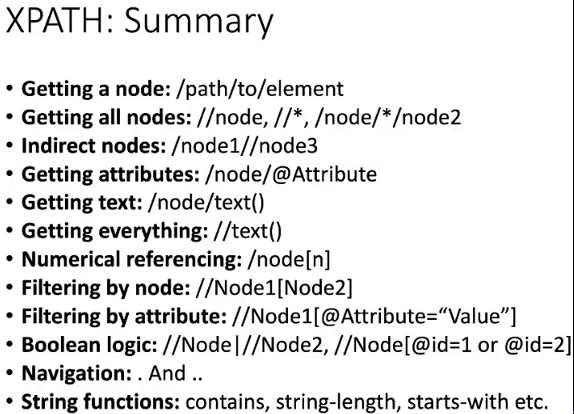 XPATH: Summary
• Getting a node: /path/to/element
• Getting all nodes: //node, //*, /node/*/node2
• Indirect nodes: /node1//node3
• Getting attributes: /node/@Attribute
• Getting text: /node/text()
• Getting everything: //text()
• Numerical referencing: /node[n]
• Filtering by node: //Node1[Node2]
• Filtering by attribute: //Node1[@Attribute=“Value”]
• Boolean logic: //Node|//Node2, //Node[@id=1 or @id=2]
• Navigation: . And ..
• String functions: contains, string-length, starts-with etc.